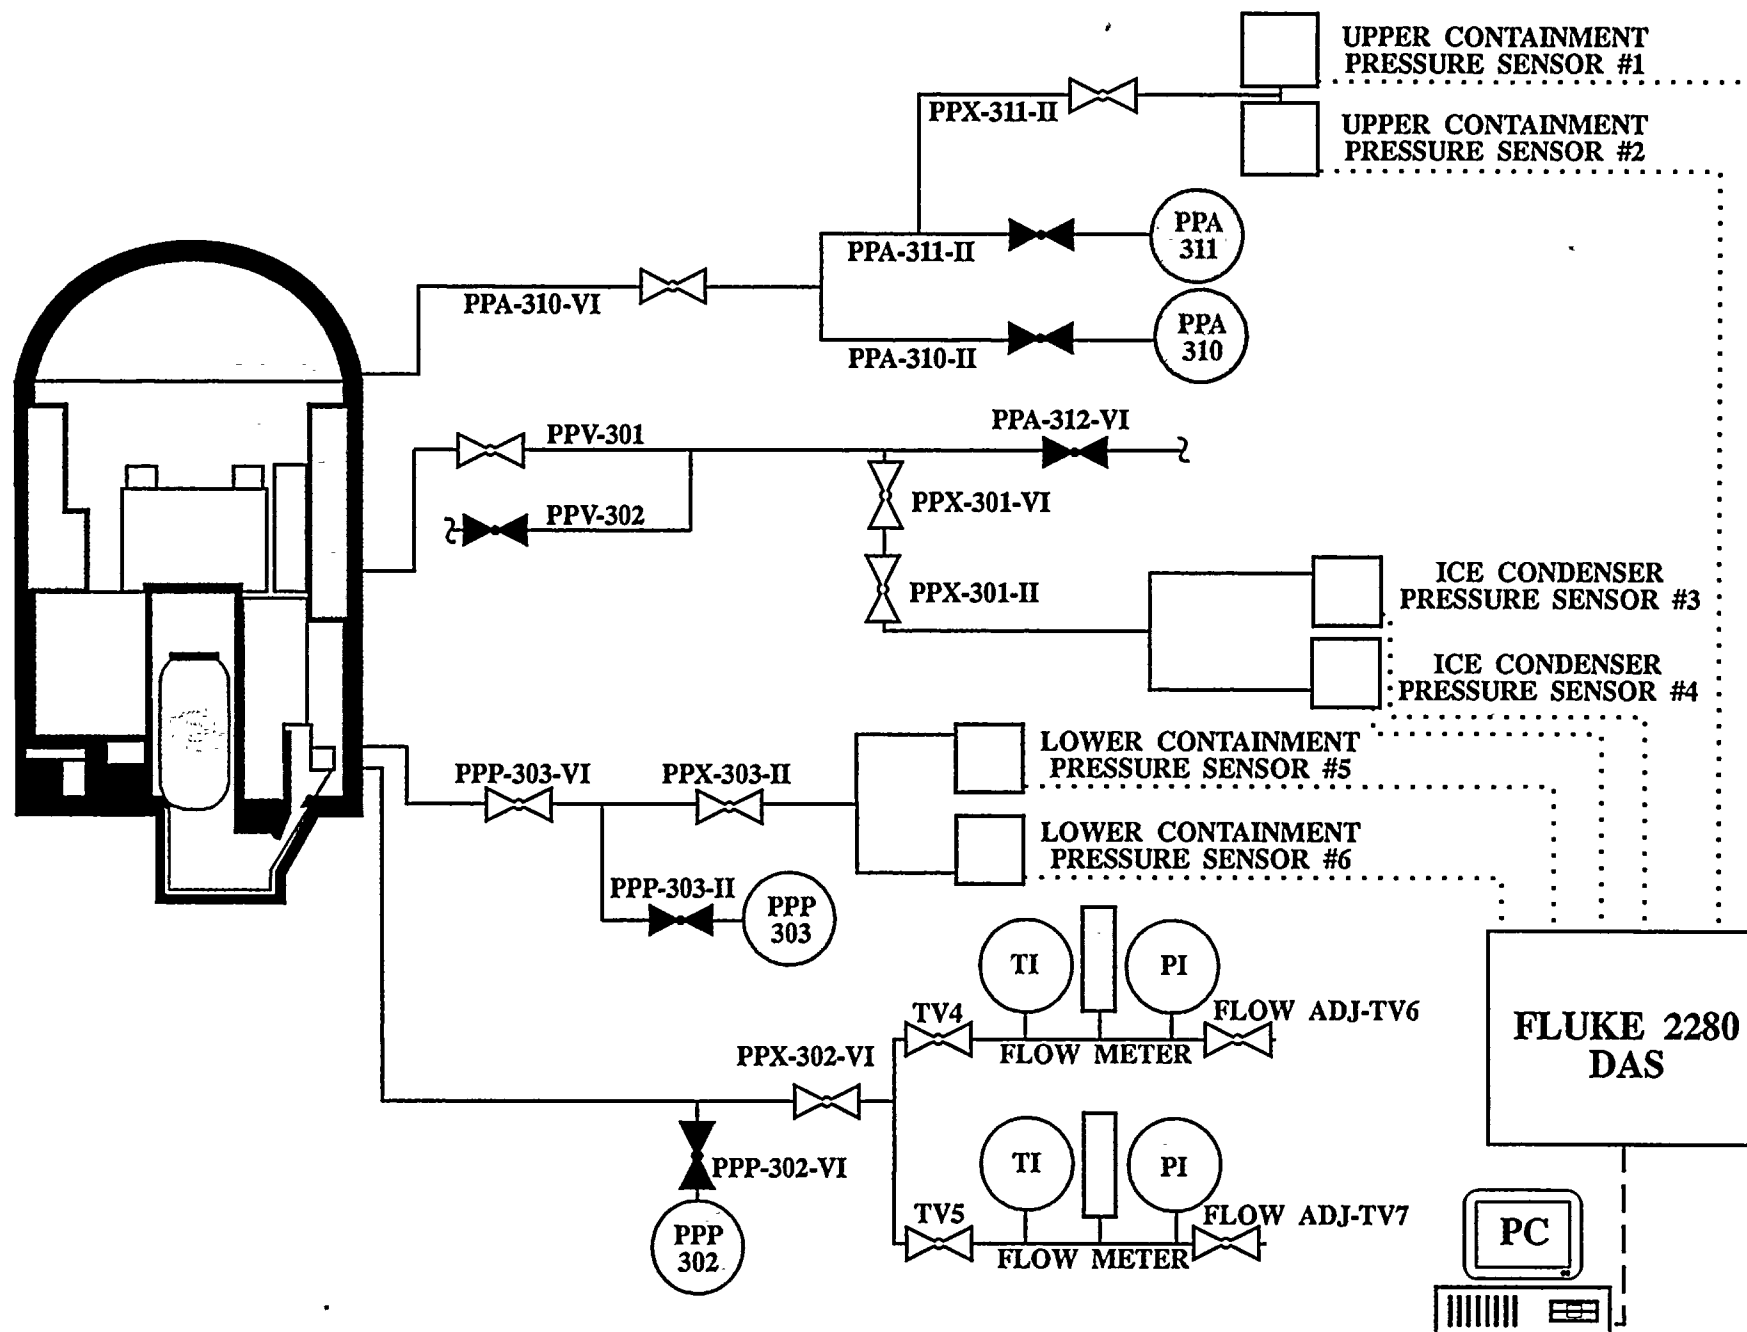 UPPER CONTAINMENT
PRESSURE SENSOR #1
PPX-311-II
UPPER CONTAINMENT
PRESSURE SENSOR #2
PPA
311
PPA-311-II
PPA-310-VI
PPA
310
PPA-310-II
PPA-312-VI
PPV-301
PPX-301-VI
PPV-302
ICE CONDENSER
PRESSURE SENSOR #3
PPX-301-II
ICE CONDENSER
PRESSURE SENSOR #4
LOWER CONTAINMENT
PRESSURE SENSOR #5
PPP-303-VI
PPX-303-II
LOWER CONTAINMENT
PRESSURE SENSOR #6
PPP-303-II
PPP
303
TI
PI
TV4
FLOW ADJ-TV6
FLOW METER
FLUKE 2280
DAS
PPX-302-VI
PPP-302-VI
TI
PI
TV5
FLOW ADJ-TV7
FLOW METER
PPP
302
PC